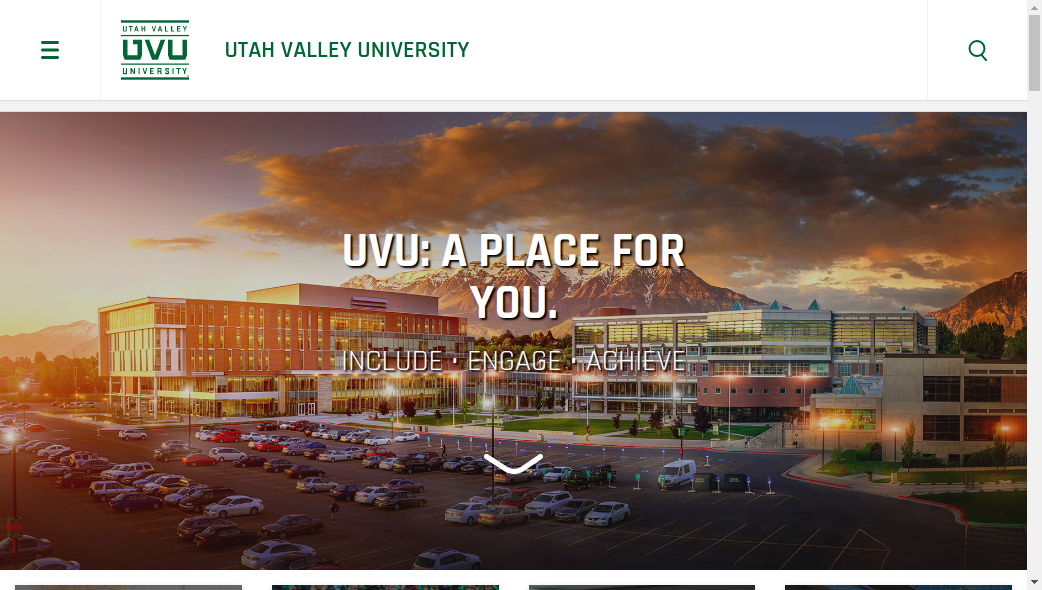 UTAH VALLEY
UVU
UNIVERSITY
UTAH VALLEY UNIVERSITY
UVU: A PLACE FOR
YOU.
INCLUDE • ENGAGE • ACHIEVE